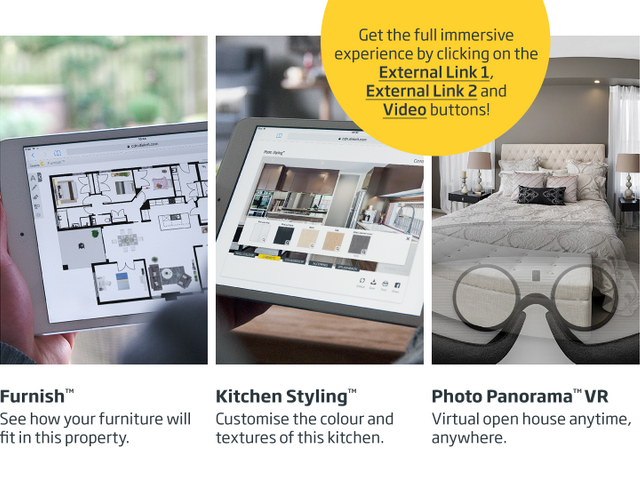 Get the full immersive
experience by clicking on the
External Link 1,
External Link 2 and
Video buttons!
Furnish™
See how your furniture will
fit in this property.
Kitchen Styling™
Customise the colour and
textures of this kitchen.
Photo Panorama™ VR
Virtual open house anytime,
anywhere.